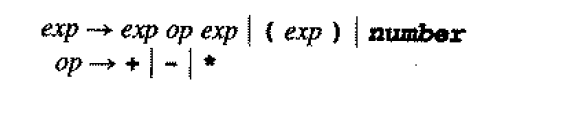 exp → exp op exp | ( exp ) | number
op → + | - | *